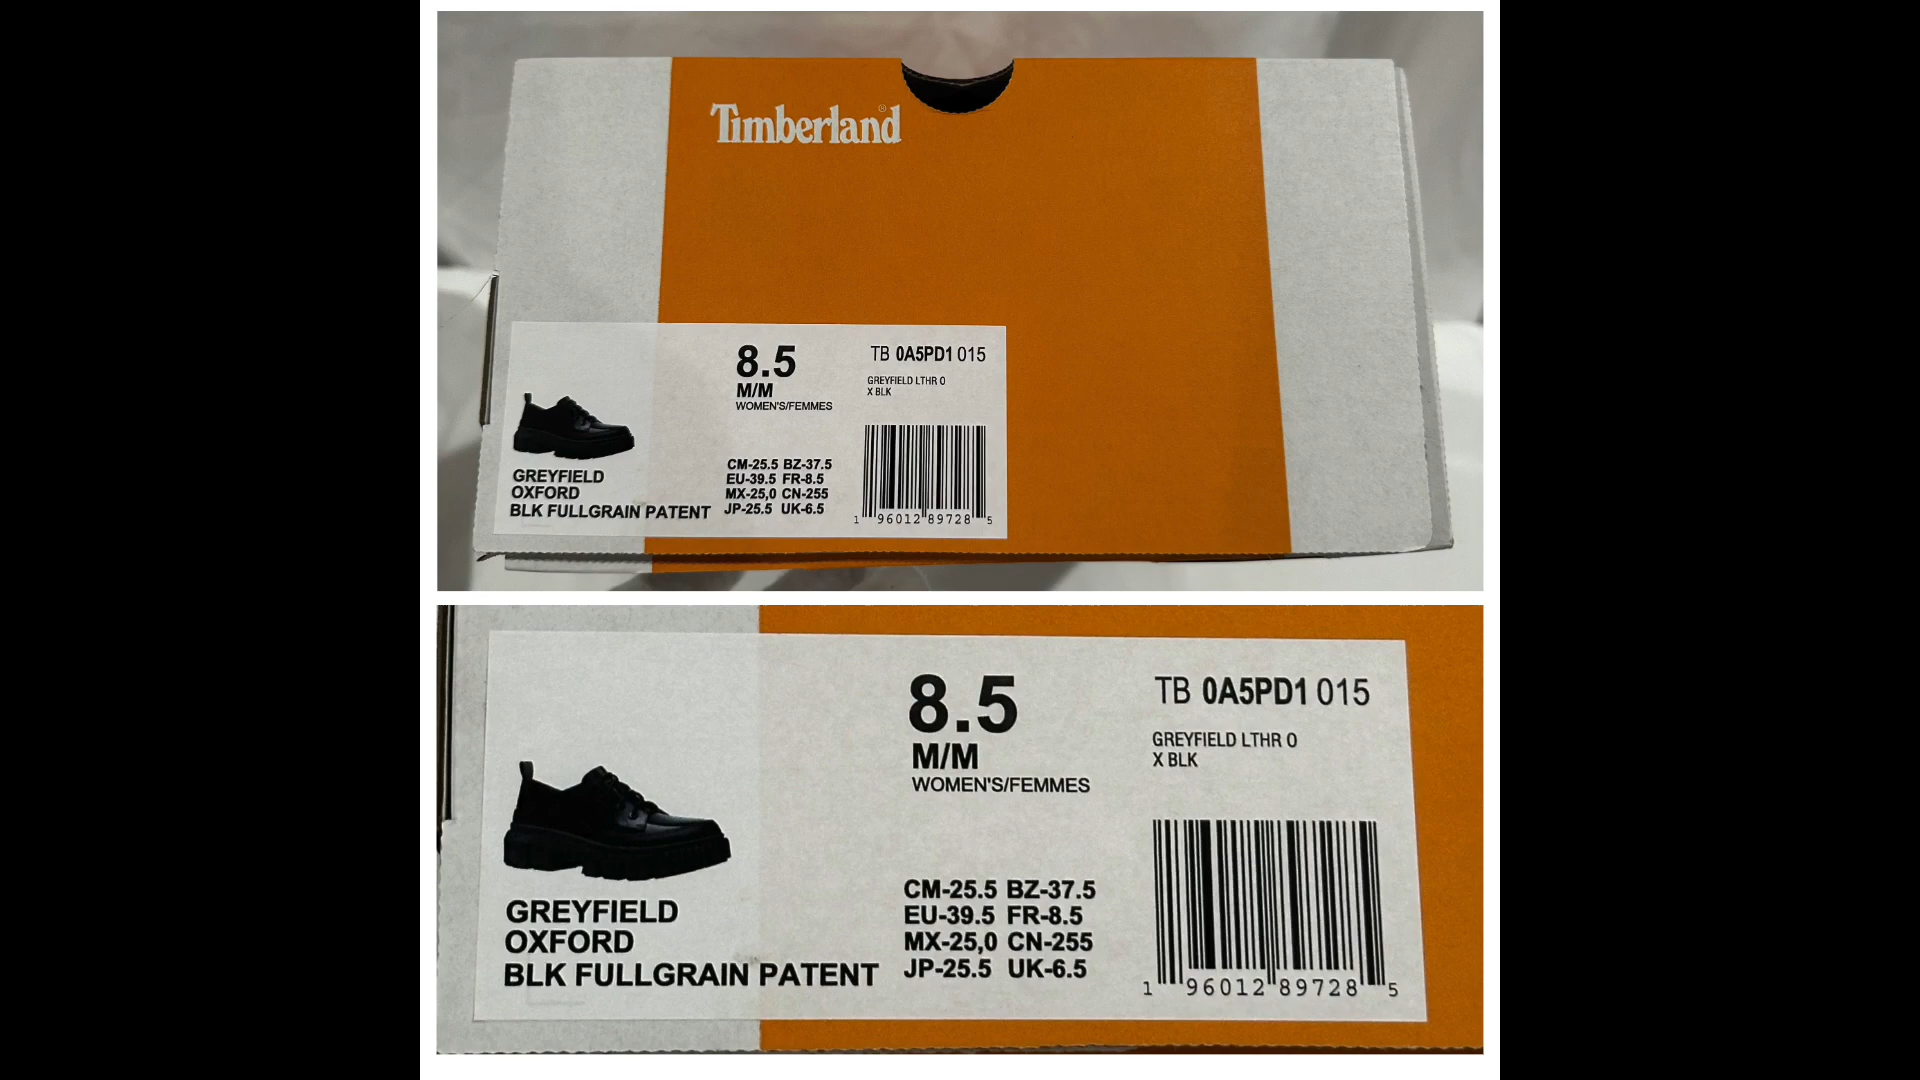 Timberland®
8.5
M/M
WOMEN'S/FEMMES
TB 0A5PD1 015
GREYFIELD LTHR O
X BLK
GREYFIELD
OXFORD
BLK FULLGRAIN PATENT
CM-25.5 BZ-37.5
EU-39.5 FR-8.5
MX-25,0 CN-255
JP-25.5 UK-6.5
1 96012 89728 5
8.5
M/M
WOMEN'S/FEMMES
TB 0A5PD1 015
GREYFIELD LTHR O
X BLK
GREYFIELD
OXFORD
BLK FULLGRAIN PATENT
CM-25.5 BZ-37.5
EU-39.5 FR-8.5
MX-25,0 CN-255
JP-25.5 UK-6.5
1 96012 89728 5